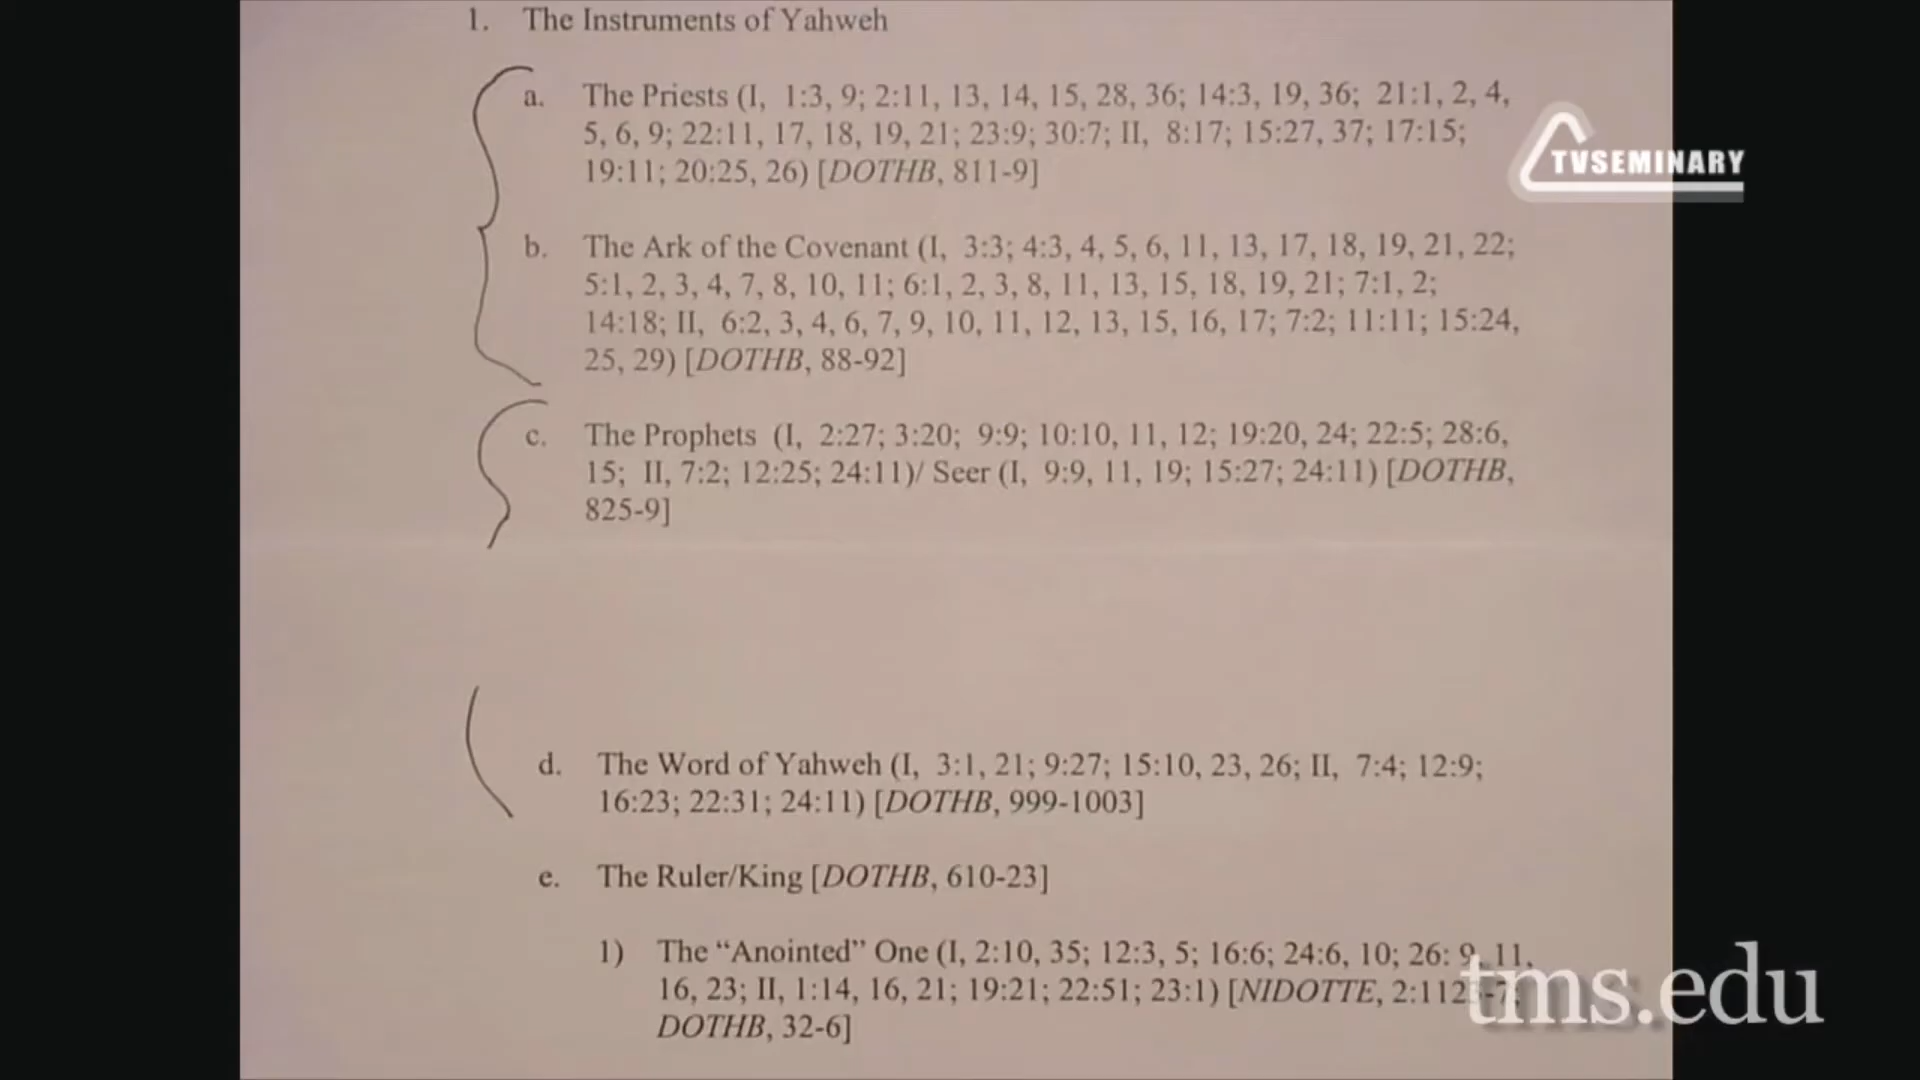 1. The Instruments of Yahweh
a. The Priests (I, 1:3, 9; 2:11, 13, 14, 15, 28, 36; 14:3, 19, 36; 21:1, 2, 4,
5, 6, 9; 22:11, 17, 18, 19, 21; 23:9; 30:7; II, 8:17; 15:27, 37; 17:15;
19:11; 20:25, 26) [DOTHB, 811-9]
TVSEMINARY
b. The Ark of the Covenant (I, 3:3; 4:3, 4, 5, 6, 11, 13, 17, 18, 19, 21, 22;
5:1, 2, 3, 4, 7, 8, 10, 11; 6:1, 2, 3, 8, 11, 13, 15, 18, 19, 21; 7:1, 2;
14:18; II, 6:2, 3, 4, 6, 7, 9, 10, 11, 12, 13, 15, 16, 17; 7:2; 11:11; 15:24,
25, 29) [DOTHB, 88-92]
c. The Prophets (I, 2:27; 3:20; 9:9; 10:10, 11, 12; 19:20, 24; 22:5; 28:6,
15; II, 7:2; 12:25; 24:11)/ Seer (I, 9:9, 11, 19; 15:27; 24:11) [DOTHB,
825-9]
d. The Word of Yahweh (I, 3:1, 21; 9:27; 15:10, 23, 26; II, 7:4; 12:9;
16:23; 22:31; 24:11) [DOTHB, 999-1003]
e. The Ruler/King [DOTHB, 610-23]
1) The “Anointed” One (I, 2:10, 35; 12:3, 5; 16:6; 24:6, 10; 26: 9, 11,
16, 23; II, 1:14, 16, 21; 19:21; 22:51; 23:1) [NIDOTTE, 2:1123-7;
DOTHB, 32-6]
tms.edu